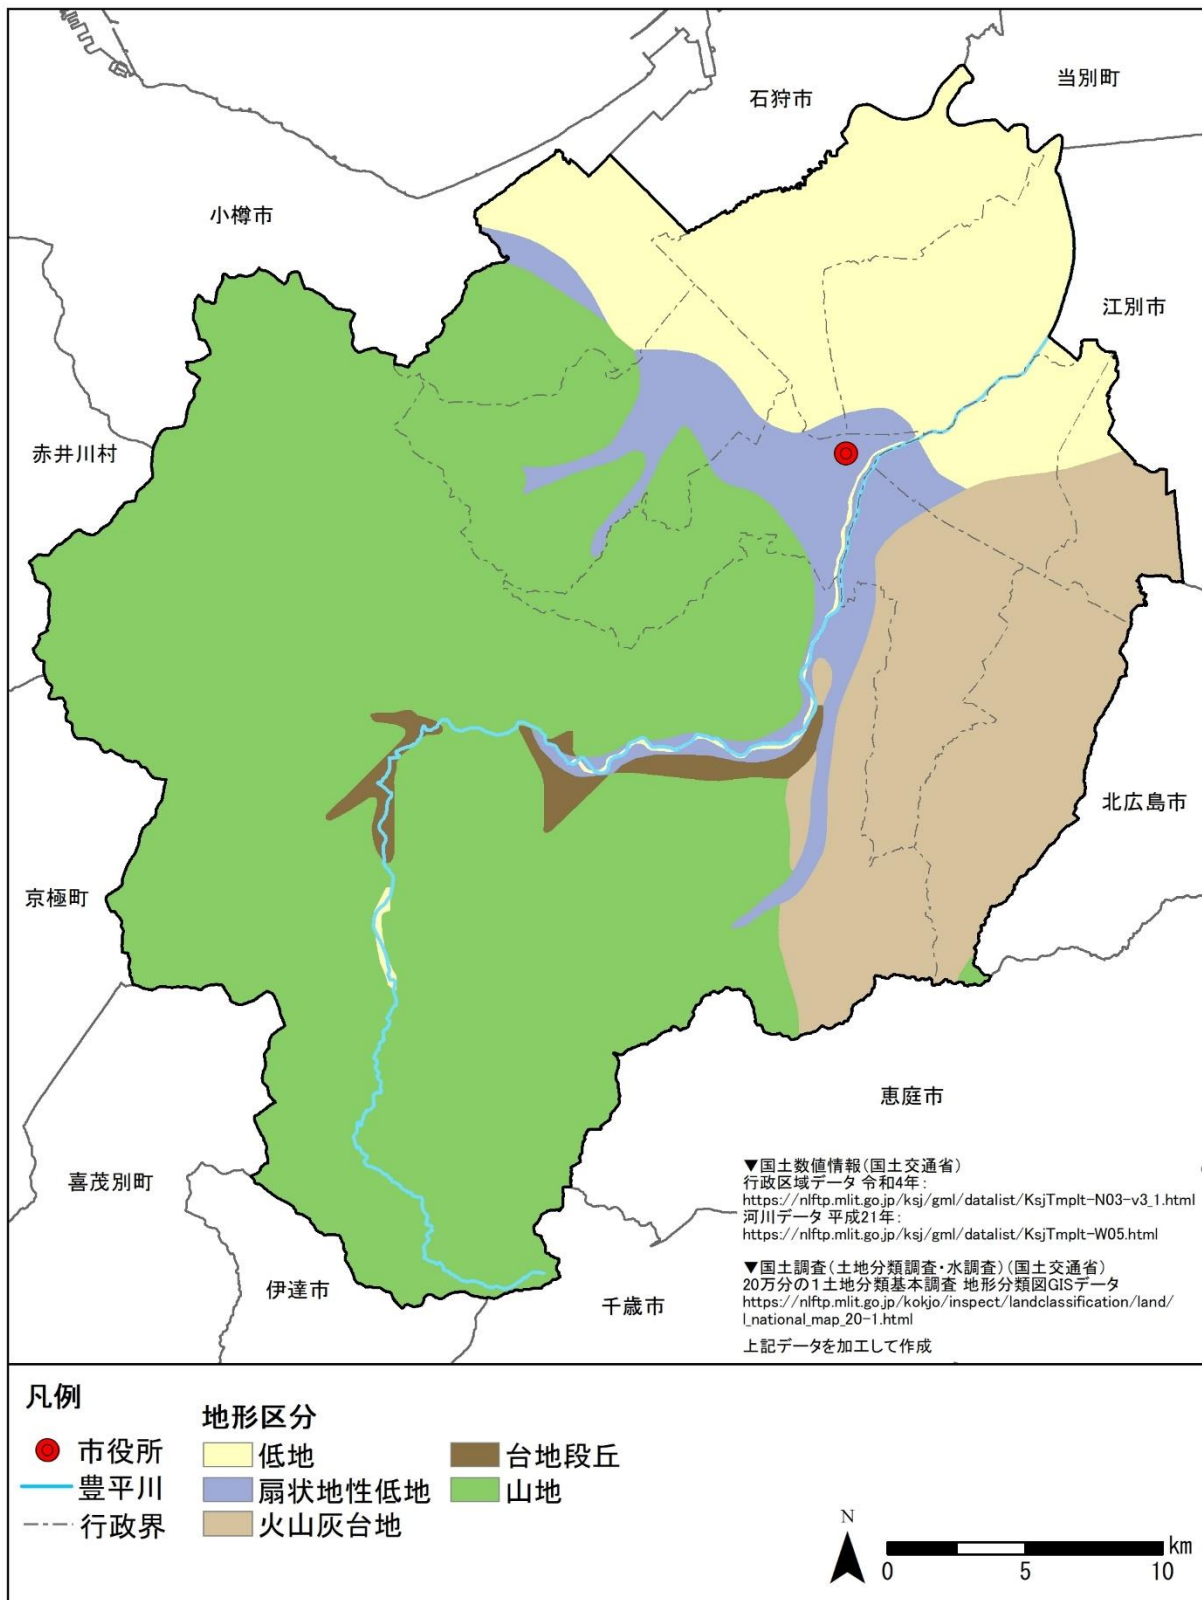 石狩市
当別町
小樽市
江別市
赤井川村
北広島市
京極町
恵庭市
喜茂別町
伊達市
千歳市
▼国土数値情報(国土交通省)
行政区域データ 令和4年:
https://nlftp.mlit.go.jp/ksj/gml/datalist/KsjTmplt-N03-v3_1.html
河川データ 平成21年:
https://nlftp.mlit.go.jp/ksj/gml/datalist/KsjTmplt-W05.html
▼国土調査(土地分類調査・水調査)(国土交通省)
20万分の1土地分類基本調査 地形分類図GISデータ
https://nlftp.mlit.go.jp/kokjo/inspect/landclassification/land/
l_national_map_20-1.html
上記データを加工して作成
凡例
市役所
豊平川
行政界
地形区分
低地
扇状地性低地
火山灰台地
台地段丘
山地
N
km
0 5 10